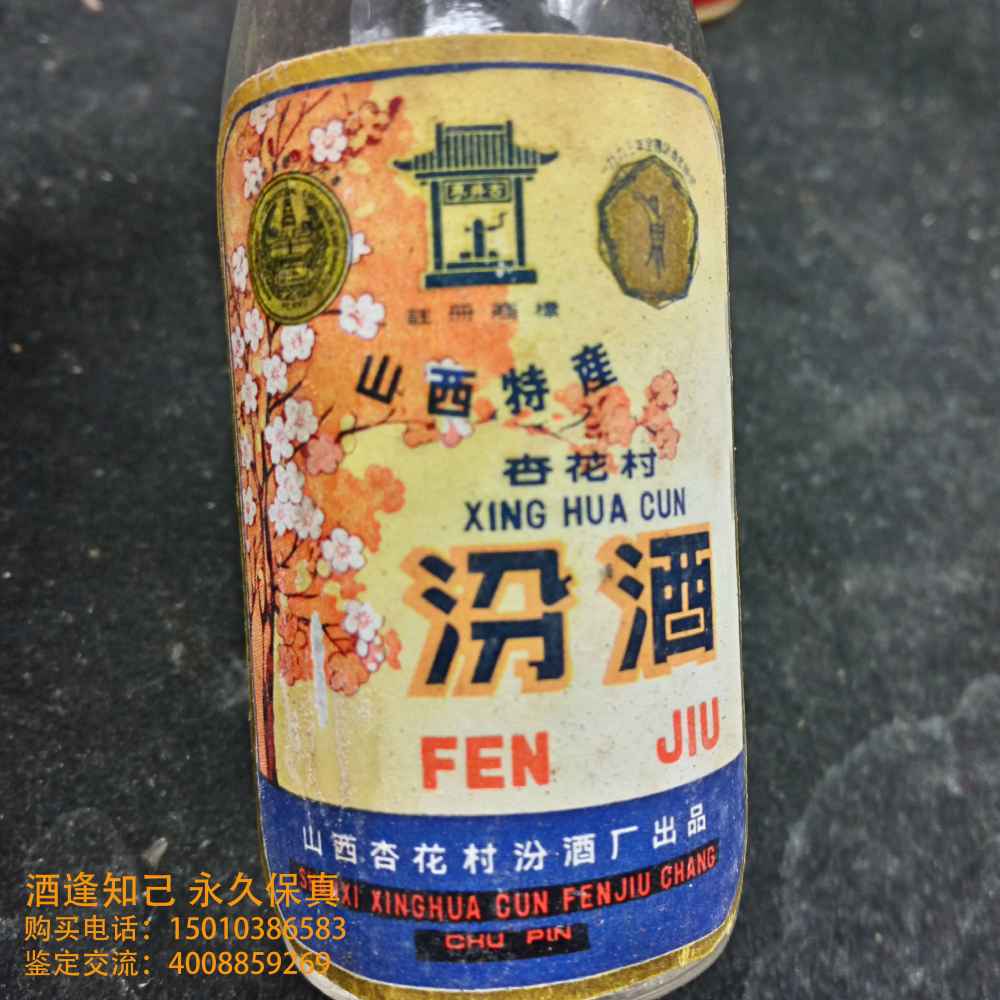 註冊商標
山西特産
杏花村
XING HUA CUN
汾酒
FEN JIU
山西杏花村汾酒厂出品
XINGHUA CUN FENJIU CHANG
CHU PIN
酒逢知己 永久保真
购买电话：15010386583
鉴定交流：4008859269